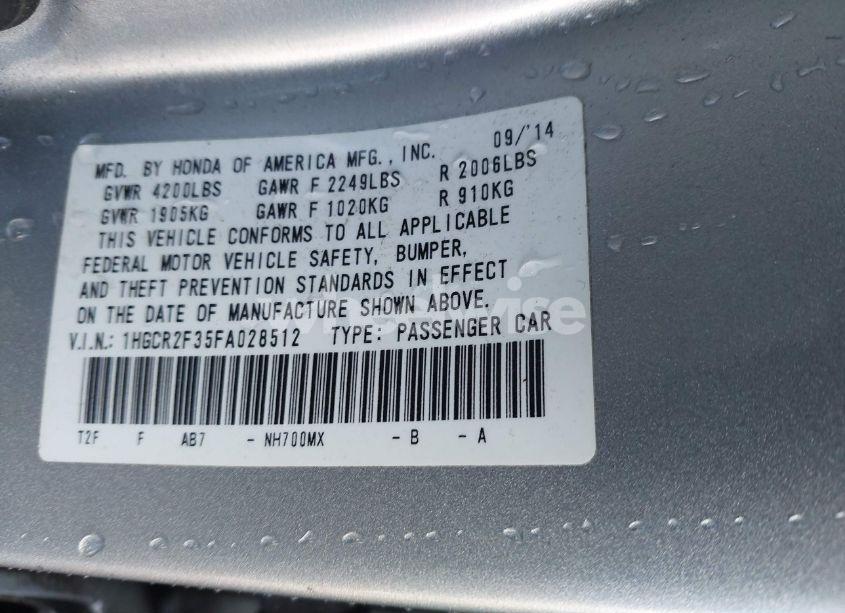 MFD. BY HONDA OF AMERICA MFG., INC. 09/'14
GVWR 4200LBS GAWR F 2249LBS R 2006LBS
GVWR 1905KG GAWR F 1020KG R 910KG
THIS VEHICLE CONFORMS TO ALL APPLICABLE
FEDERAL MOTOR VEHICLE SAFETY, BUMPER,
AND THEFT PREVENTION STANDARDS IN EFFECT
ON THE DATE OF MANUFACTURE SHOWN ABOVE.
V.I.N.: 1HGCR2F35FA028512 TYPE: PASSENGER CAR
T2F F AB7 - NH700MX - B - A